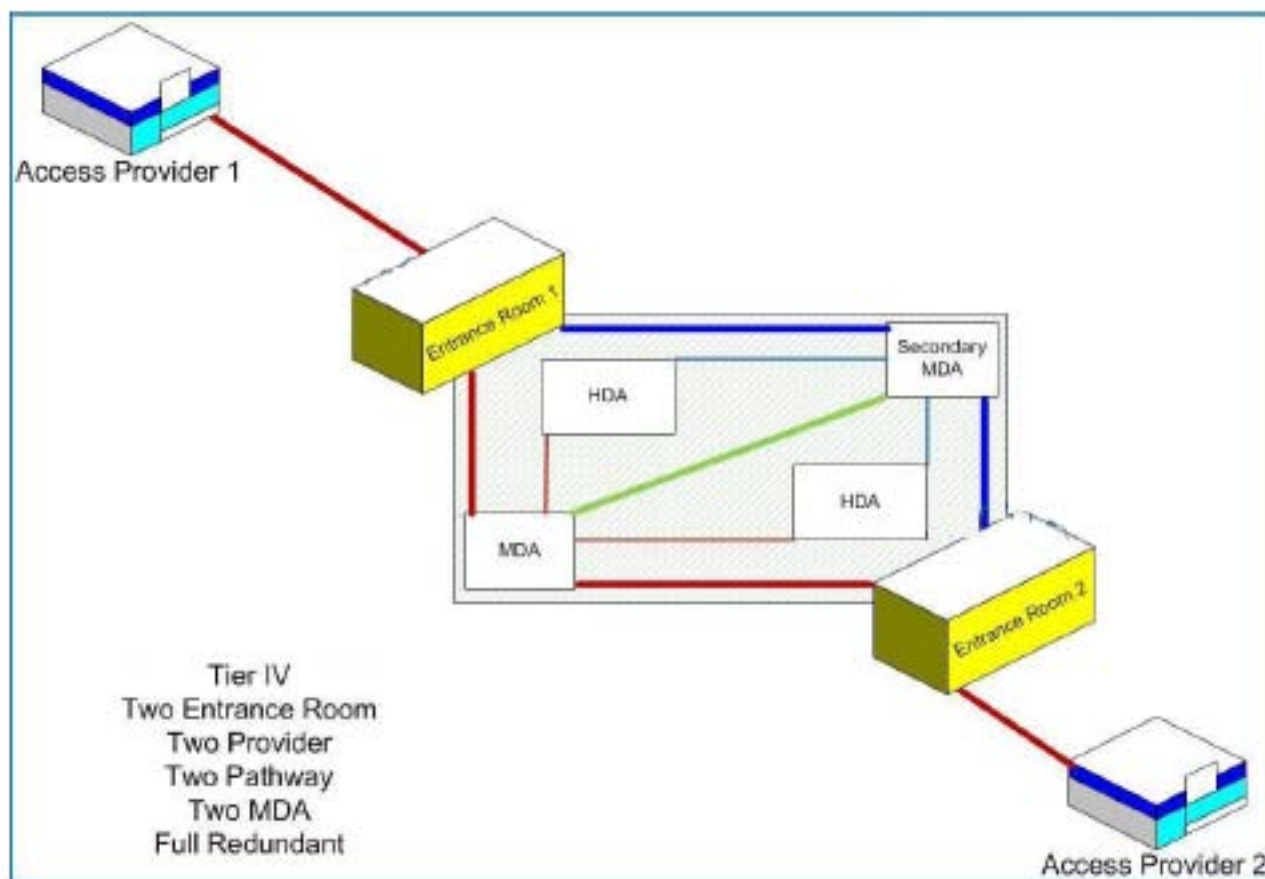 Access Provider 1
Entrance Room 1
Secondary
MDA
HDA
HDA
MDA
Entrance Room 2
Tier IV
Two Entrance Room
Two Provider
Two Pathway
Two MDA
Full Redundant
Access Provider 2